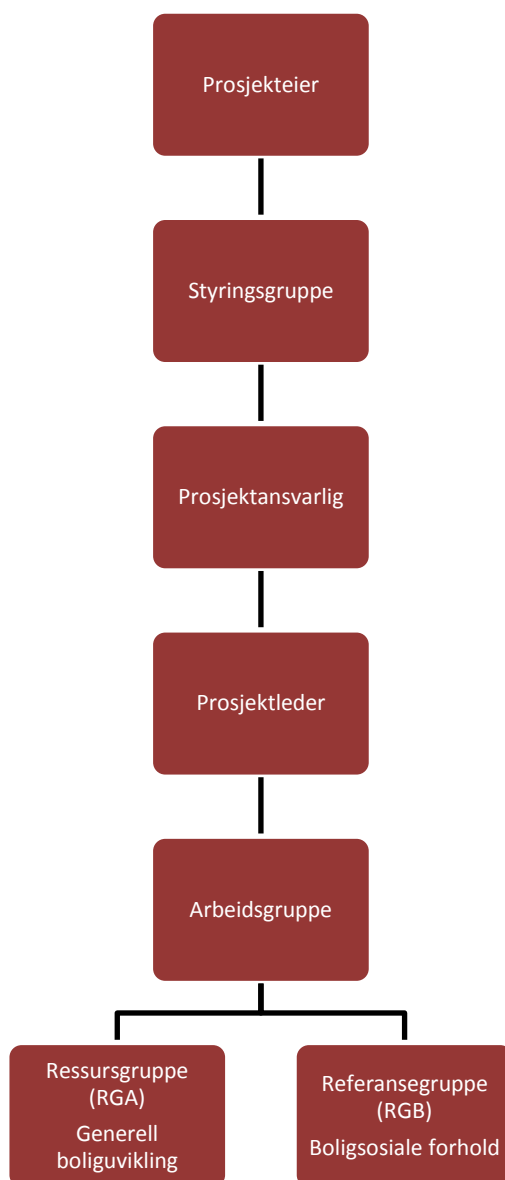 Prosjekteier
Styringsgruppe
Prosjektansvarlig
Prosjektleder
Arbeidsgruppe
Ressursgruppe
(RGA)
Generell
boliguvikling
Referansegruppe
(RGB)
Boligsosiale forhold